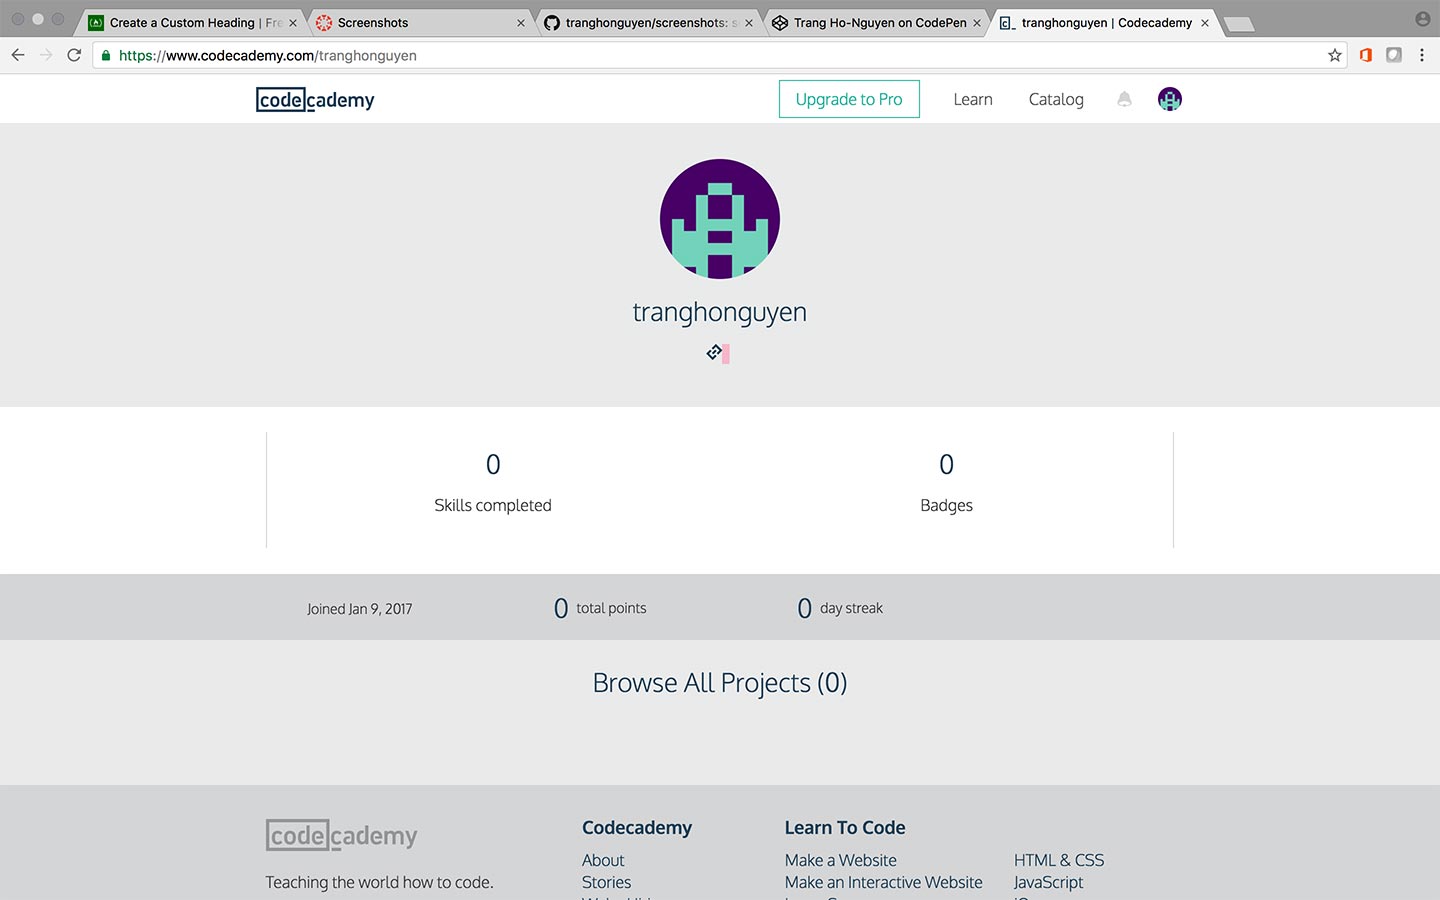 Create a Custom Heading | Fre
Screenshots
tranghonguyen/screenshots: s
Trang Ho-Nguyen on CodePen
tranghonguyen | Codecademy
https://www.codecademy.com/tranghonguyen
codecademy
Upgrade to Pro
Learn
Catalog
tranghonguyen
0
Skills completed
0
Badges
Joined Jan 9, 2017
0 total points
0 day streak
Browse All Projects (0)
codecademy
Teaching the world how to code.
Codecademy
About
Stories
Learn To Code
Make a Website
Make an Interactive Website
HTML & CSS
JavaScript